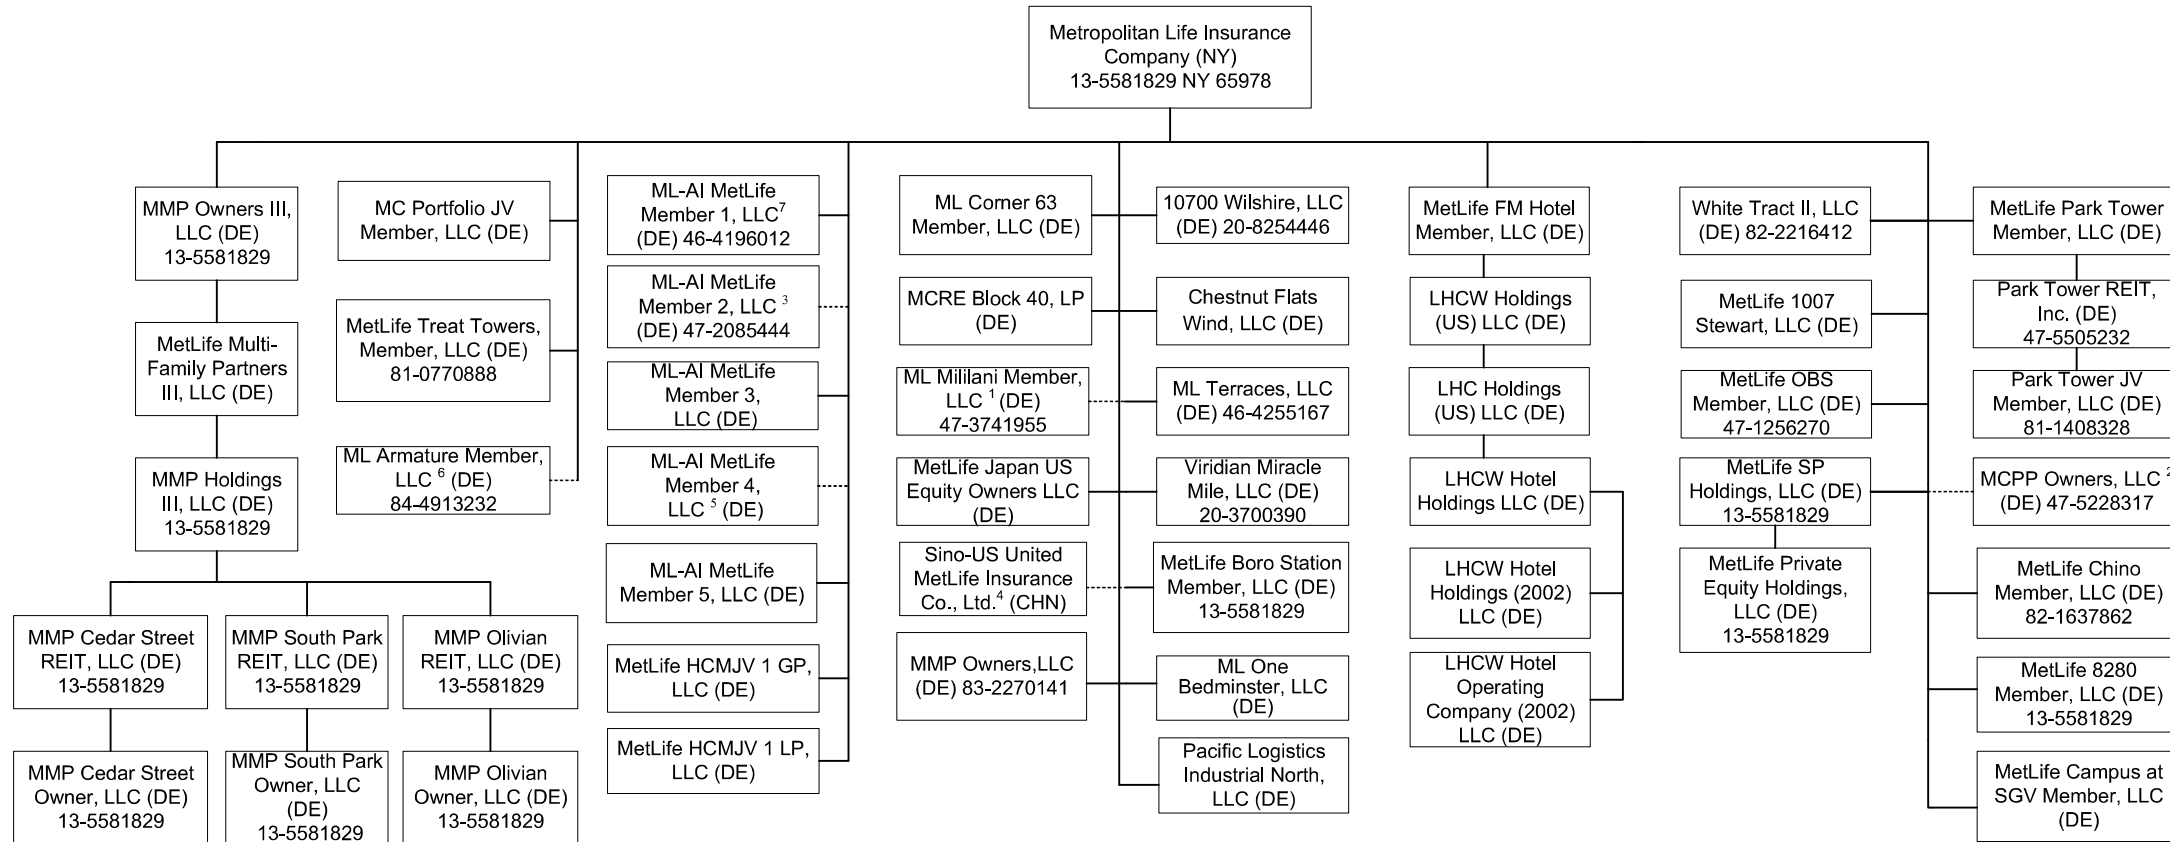 Metropolitan Life Insurance
Company (NY)
13-5581829 NY 65978
MMP Owners III,
LLC (DE)
13-5581829
MetLife Multi-
Family Partners
III, LLC (DE)
MMP Holdings
III, LLC (DE)
13-5581829
MMP Cedar Street
REIT, LLC (DE)
13-5581829
MMP South Park
REIT, LLC (DE)
13-5581829
MMP Olivian
REIT, LLC (DE)
13-5581829
MMP Cedar Street
Owner, LLC (DE)
13-5581829
MMP South Park
Owner, LLC
(DE)
13-5581829
MMP Olivian
Owner, LLC (DE)
13-5581829
MC Portfolio JV
Member, LLC (DE)
MetLife Treat Towers,
Member, LLC (DE)
81-0770888
ML Armature Member,
LLC 6 (DE)
84-4913232
ML-AI MetLife
Member 1, LLC7
(DE) 46-4196012
ML-AI MetLife
Member 2, LLC 3
(DE) 47-2085444
ML-AI MetLife
Member 3,
LLC (DE)
ML-AI MetLife
Member 4,
LLC 5 (DE)
ML-AI MetLife
Member 5, LLC (DE)
MetLife HCMJV 1 GP,
LLC (DE)
MetLife HCMJV 1 LP,
LLC (DE)
ML Corner 63
Member, LLC (DE)
MCRE Block 40, LP
(DE)
ML Mililani Member,
LLC 1 (DE)
47-3741955
MetLife Japan US
Equity Owners LLC
(DE)
Sino-US United
MetLife Insurance
Co., Ltd.4 (CHN)
MMP Owners,LLC
(DE) 83-2270141
10700 Wilshire, LLC
(DE) 20-8254446
Chestnut Flats
Wind, LLC (DE)
ML Terraces, LLC
(DE) 46-4255167
Viridian Miracle
Mile, LLC (DE)
20-3700390
MetLife Boro Station
Member, LLC (DE)
13-5581829
ML One
Bedminster, LLC
(DE)
Pacific Logistics
Industrial North,
LLC (DE)
MetLife FM Hotel
Member, LLC (DE)
LHCW Holdings
(US) LLC (DE)
LHC Holdings
(US) LLC (DE)
LHCW Hotel
Holdings LLC (DE)
LHCW Hotel
Holdings (2002)
LLC (DE)
LHCW Hotel
Operating
Company (2002)
LLC (DE)
White Tract II, LLC
(DE) 82-2216412
MetLife 1007
Stewart, LLC (DE)
MetLife OBS
Member, LLC (DE)
47-1256270
MetLife SP
Holdings, LLC (DE)
13-5581829
MetLife Private
Equity Holdings,
LLC (DE)
13-5581829
MetLife Park Tower
Member, LLC (DE)
Park Tower REIT,
Inc. (DE)
47-5505232
Park Tower JV
Member, LLC (DE)
81-1408328
MCPP Owners, LLC 2
(DE) 47-5228317
MetLife Chino
Member, LLC (DE)
82-1637862
MetLife 8280
Member, LLC (DE)
13-5581829
MetLife Campus at
SGV Member, LLC
(DE)